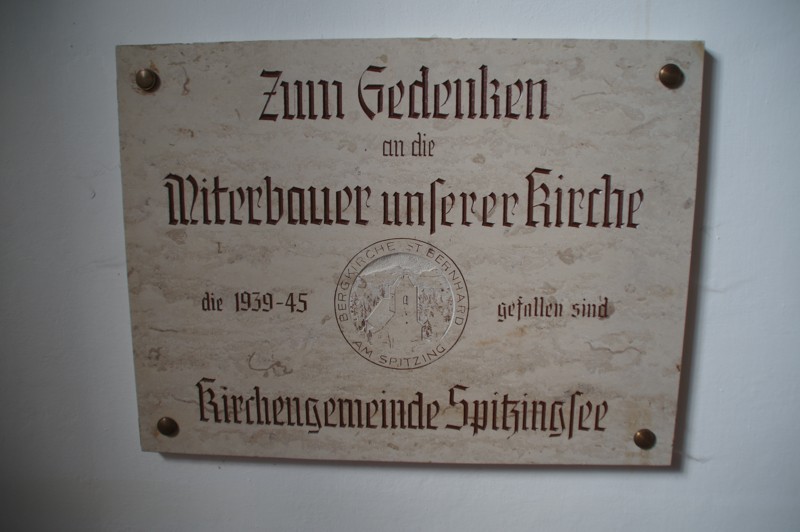 Zum Gedenken
an die
Miterbauer unserer Kirche
die 1939-45
gefallen sind
BERGKIRCHE ST BERNHARD
AM SPITZING
Kirchengemeinde Spitzingsee